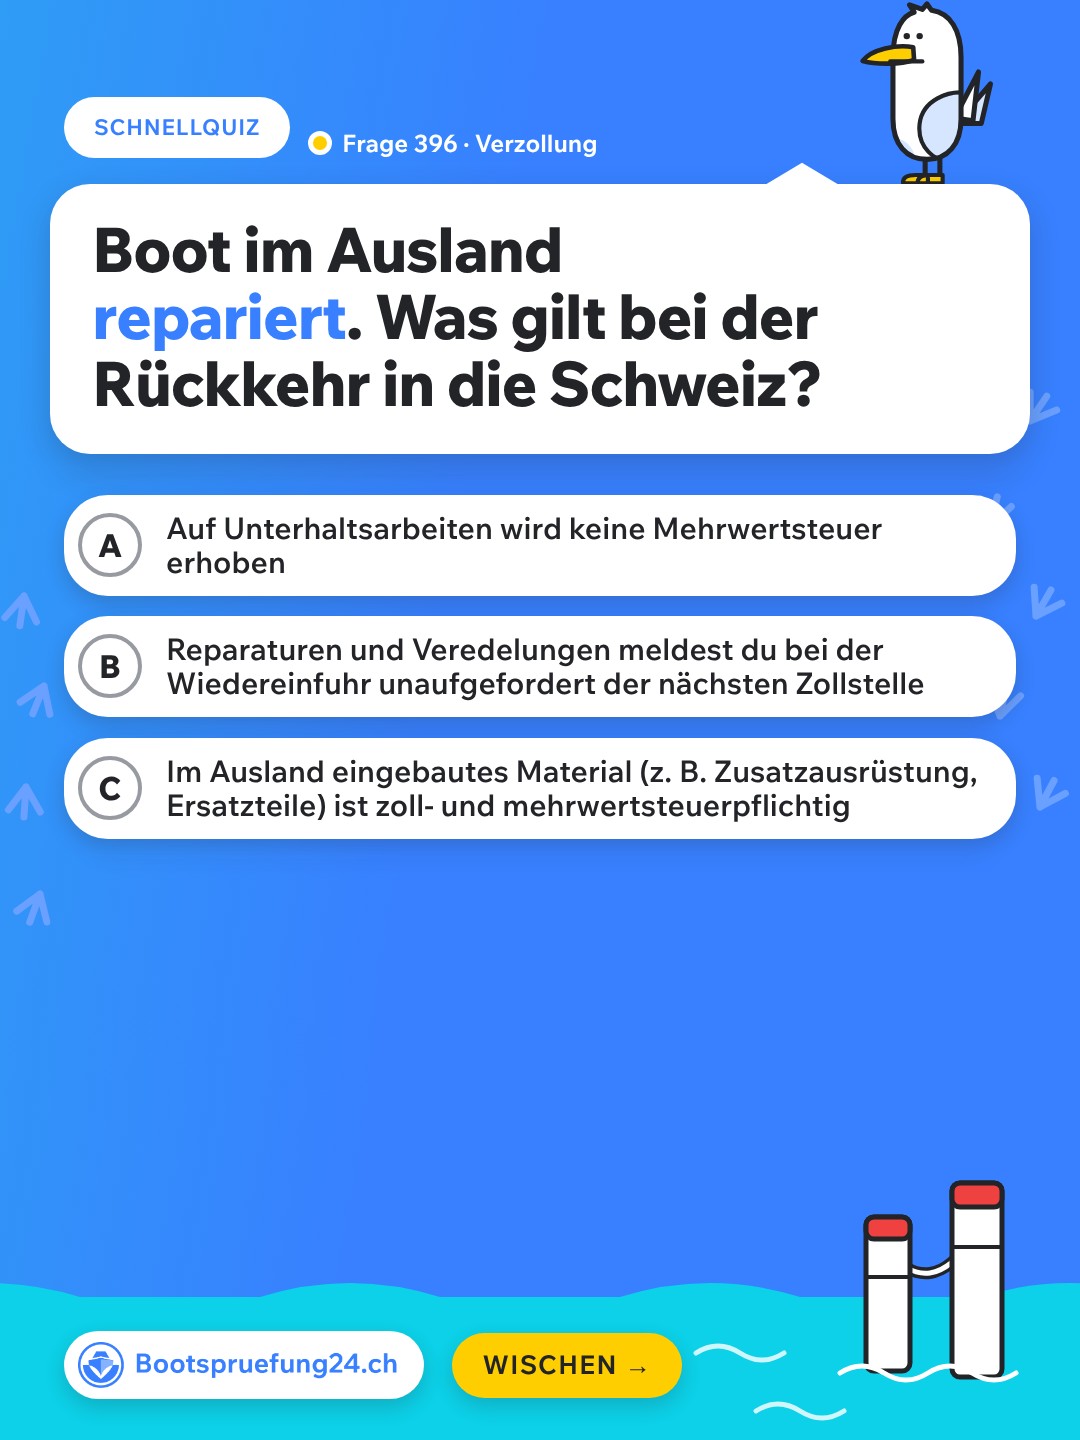 SCHNELLQUIZ
Frage 396 · Verzollung
Boot im Ausland
repariert. Was gilt bei der
Rückkehr in die Schweiz?
A
Auf Unterhaltsarbeiten wird keine Mehrwertsteuer
erhoben
B
Reparaturen und Veredelungen meldest du bei der
Wiedereinfuhr unaufgefordert der nächsten Zollstelle
C
Im Ausland eingebautes Material (z. B. Zusatzausrüstung,
Ersatzteile) ist zoll- und mehrwertsteuerpflichtig
Bootspruefung24.ch
WISCHEN →